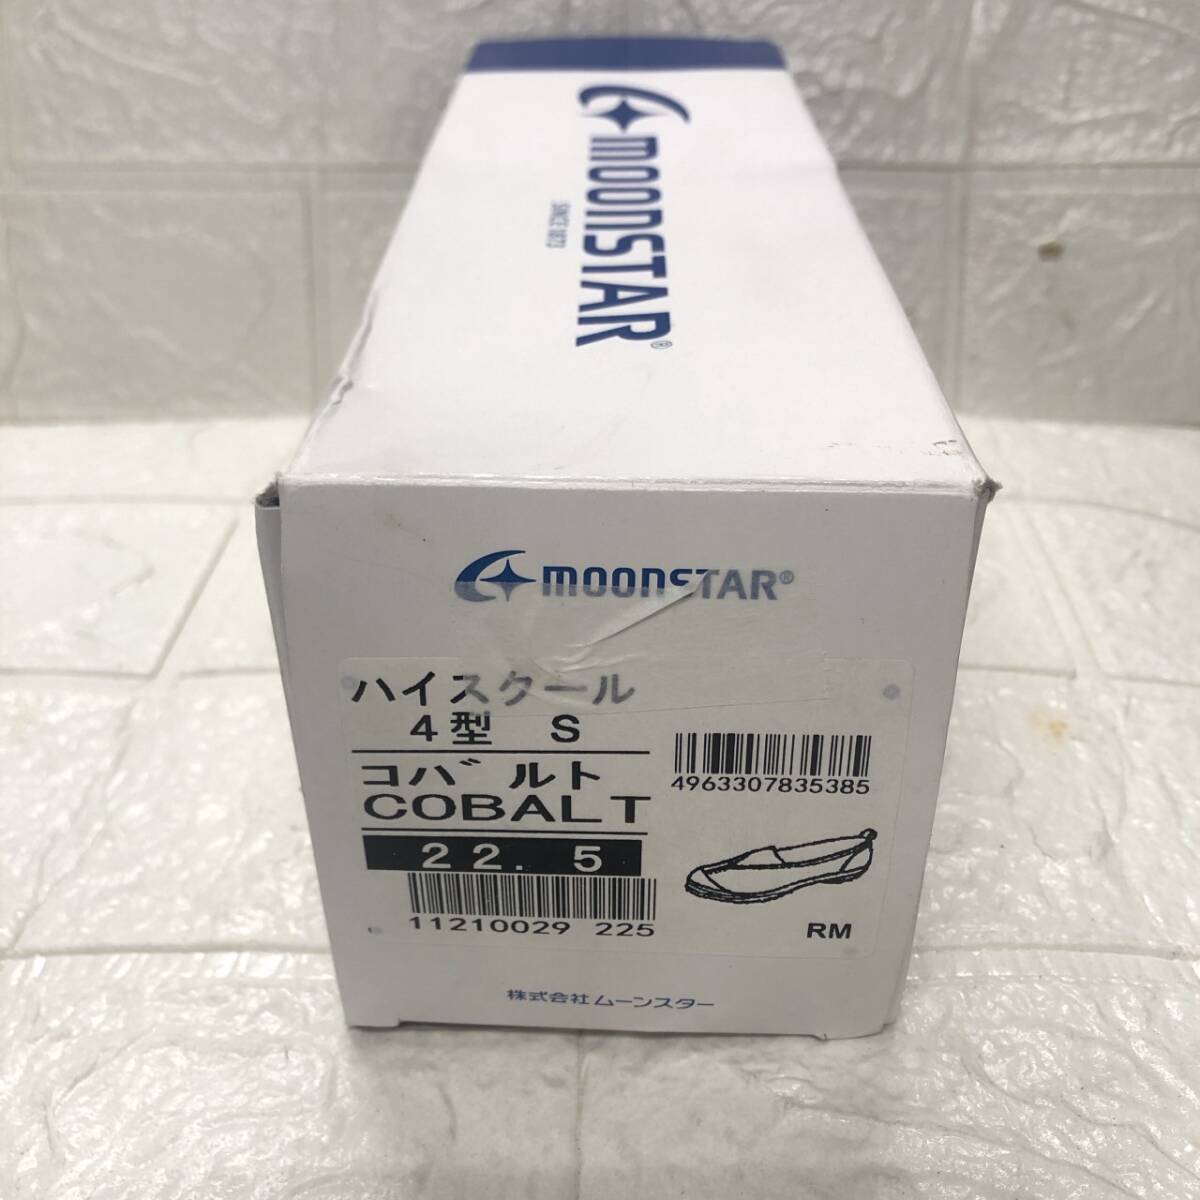 moonSTAR®
SINCE 1873
moonSTAR®
ハイスクール
4型 S
コバルト
COBALT
22.5
11210029 225
4963307835385
RM
株式会社ムーンスター